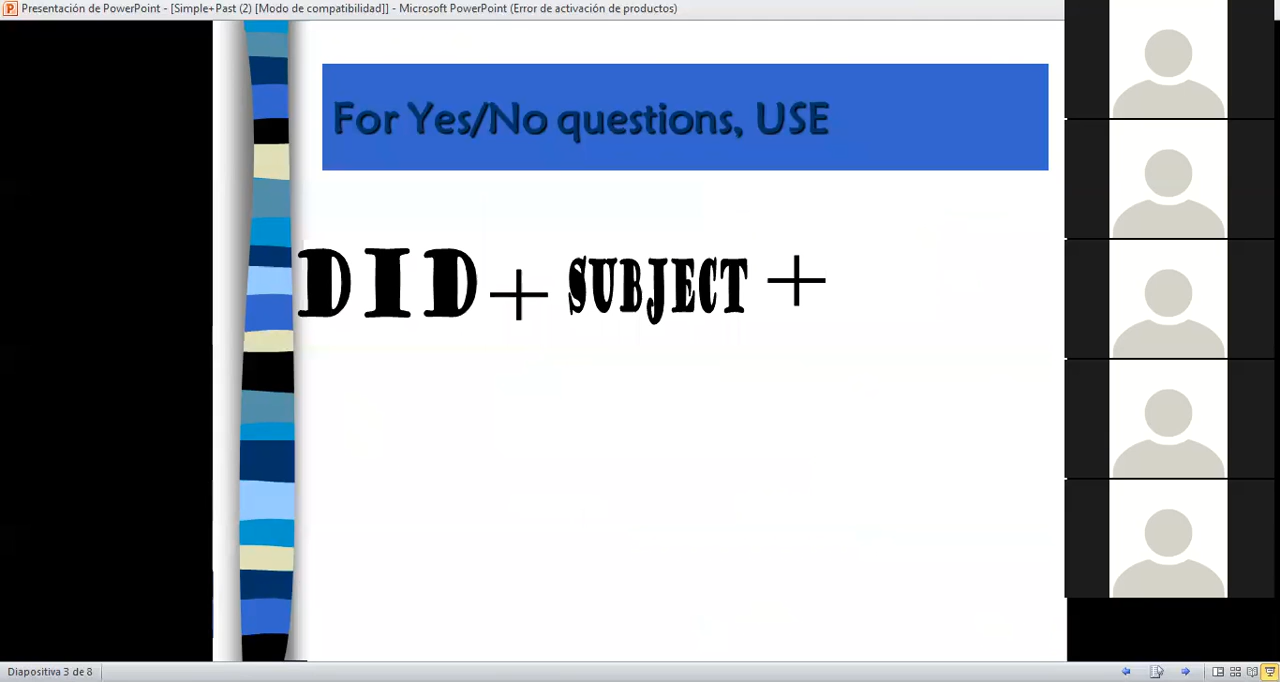 Presentación de PowerPoint - [Simple+Past (2) [Modo de compatibilidad]] - Microsoft PowerPoint (Error de activación de productos)
For Yes/No questions, USE
DID + SUBJECT +
Diapositiva 3 de 8